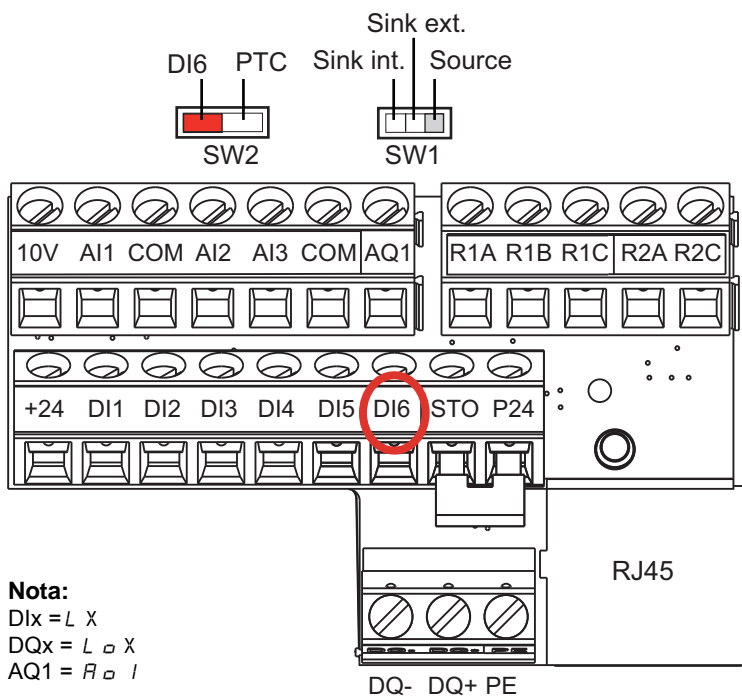 Sink ext.
DI6 PTC Sink int. Source
SW2 SW1
10V AI1 COM AI2 AI3 COM AQ1 R1A R1B R1C R2A R2C
+24 DI1 DI2 DI3 DI4 DI5 DI6 STO P24
RJ45
Nota:
DIx = L X
DQx = L o X
AQ1 = A o 1
DQ- DQ+ PE